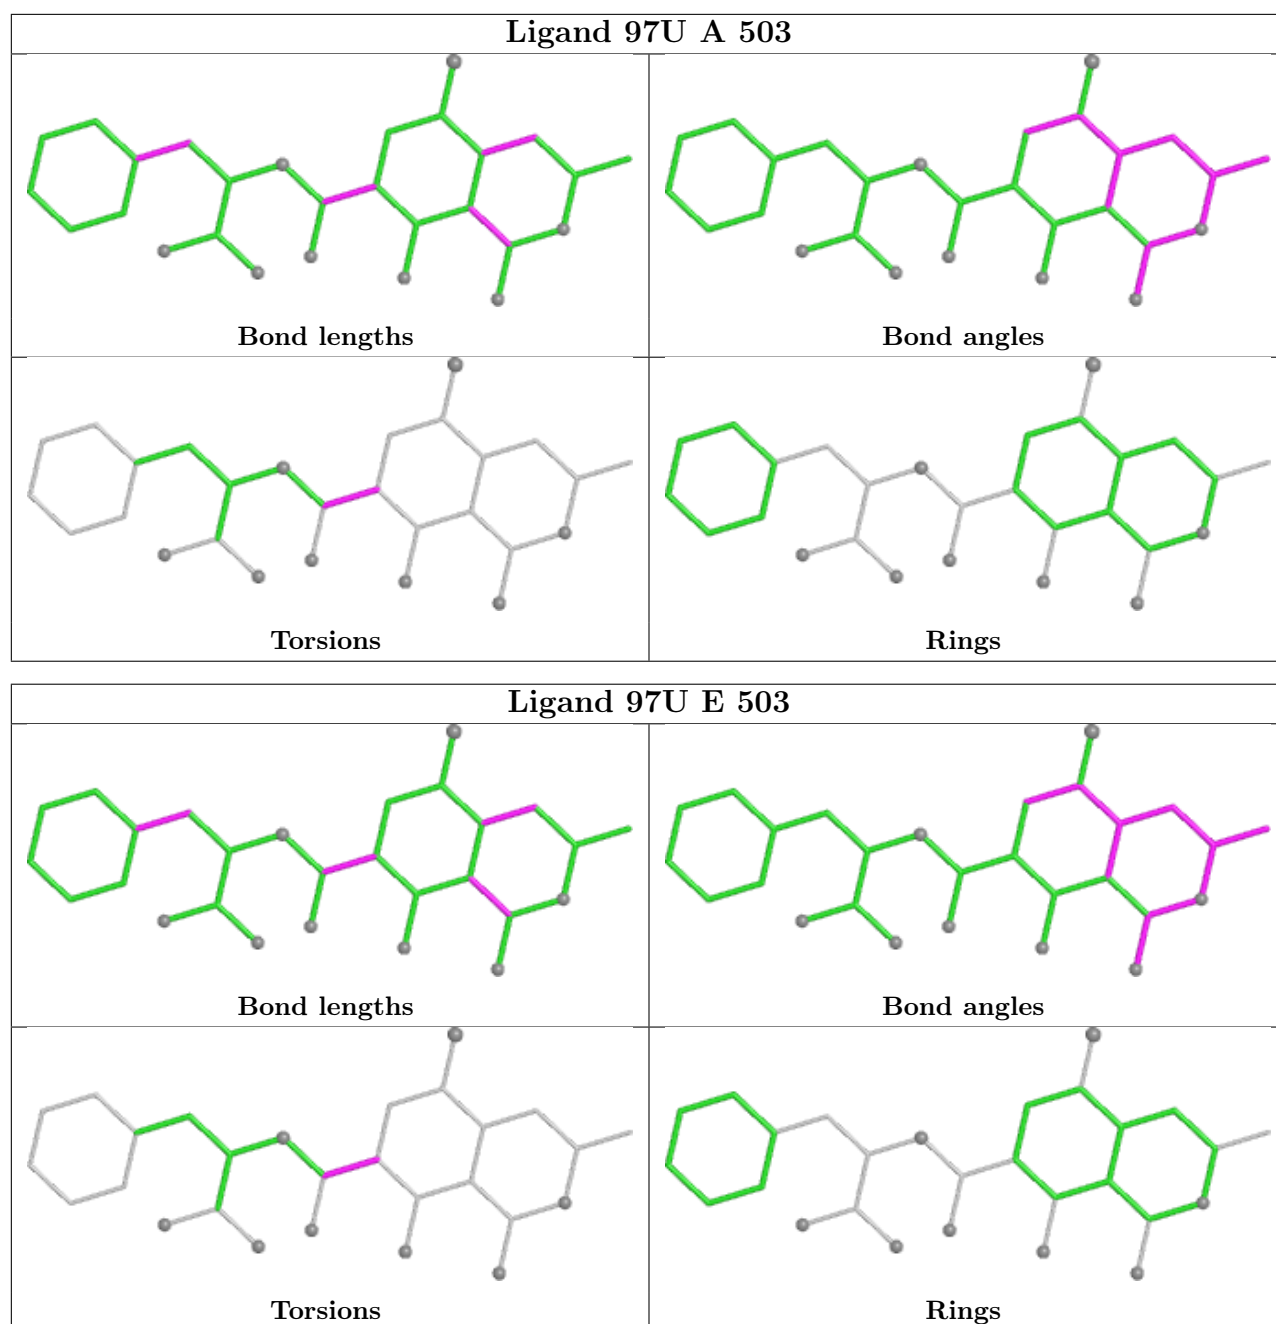 Ligand 97U A 503
Bond lengths
Bond angles
Torsions
Rings
Ligand 97U E 503
Bond lengths
Bond angles
Torsions
Rings